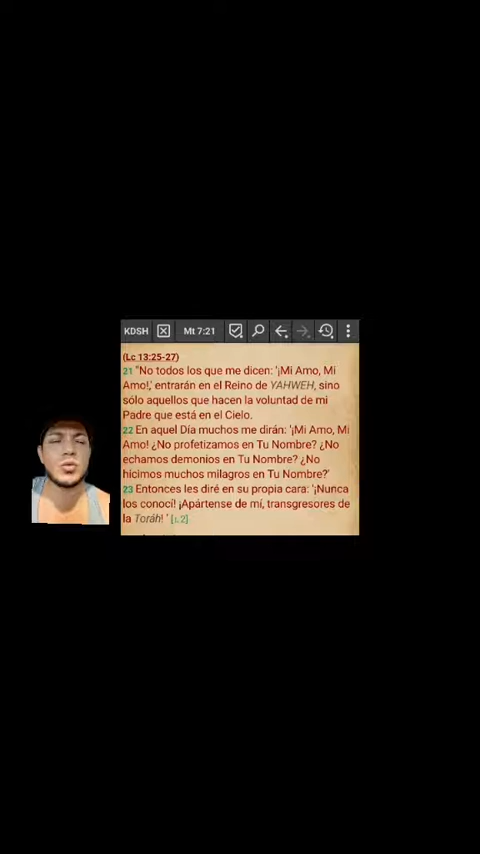 KDSH Mt 7:21
(Lc 13:25-27)
21 "No todos los que me dicen: '¡Mi Amo, Mi
Amo!,' entrarán en el Reino de YAHWEH, sino
sólo aquellos que hacen la voluntad de mi
Padre que está en el Cielo.
22 En aquel Día muchos me dirán: '¡Mi Amo, Mi
Amo! ¿No profetizamos en Tu Nombre? ¿No
echamos demonios en Tu Nombre? ¿No
hicimos muchos milagros en Tu Nombre?'
23 Entonces les diré en su propia cara: '¡Nunca
los conocí! ¡Apártense de mí, transgresores de
la Toráh! '